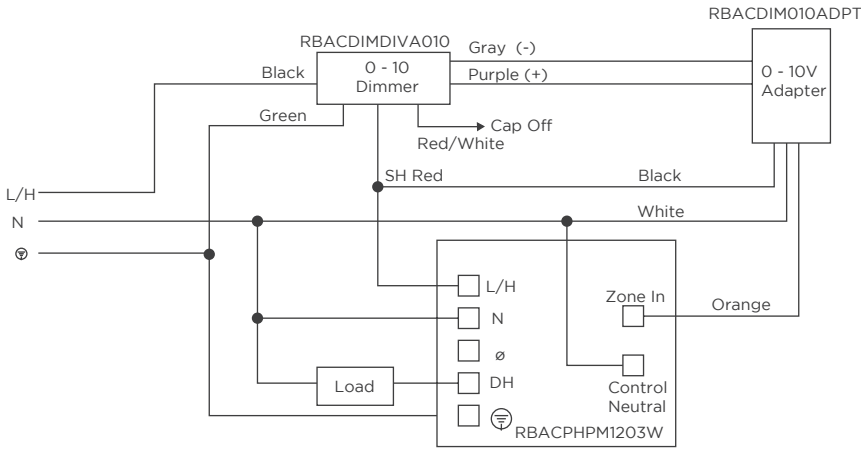 RBACDIM010ADPT
RBACDIMDIVA010
Gray (-)
0 - 10
Dimmer
Purple (+)
0 - 10V
Adapter
Black
Green
Cap Off
Red/White
SH Red
Black
L/H
White
N
L/H
Zone In
Orange
N
ø
Load
DH
Control
Neutral
RBACPHPM1203W